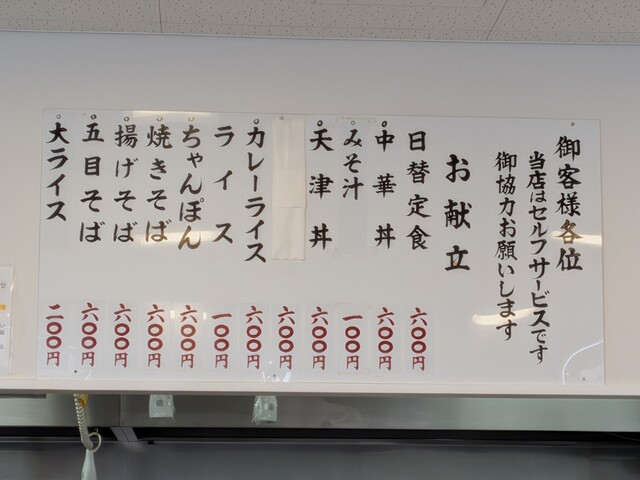 御客様各位
当店はセルフサービスです
御協力お願いします
お献立
日替定食 六〇〇円
中華丼 六〇〇円
みそ汁 一〇〇円
天津丼 六〇〇円
六〇〇円
カレーライス 六〇〇円
ライス 一〇〇円
ちゃんぽん 六〇〇円
焼きそば 六〇〇円
揚げそば 六〇〇円
五目そば 六〇〇円
大ライス 二〇〇円